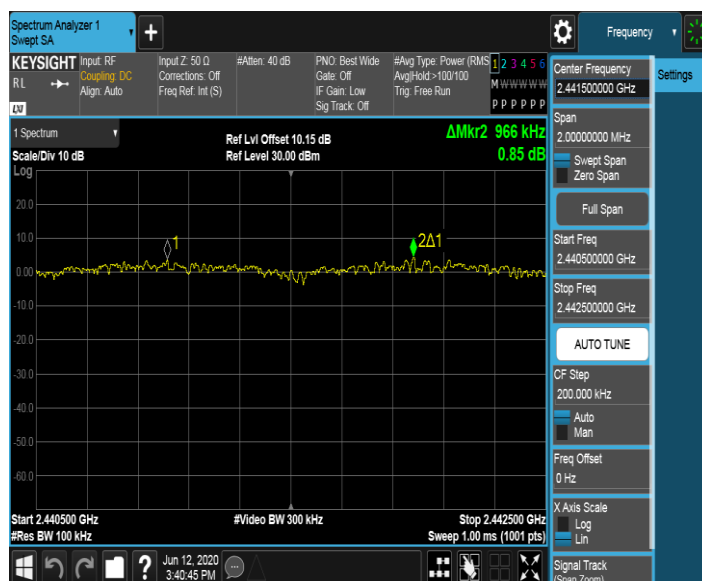 Spectrum Analyzer 1
Swept SA
+
Frequency
KEYSIGHT
RL
LXI
Input: RF
Coupling: DC
Align: Auto
Input Z: 50 Ω
Corrections: Off
Freq Ref: Int (S)
#Atten: 40 dB
PNO: Best Wide
Gate: Off
IF Gain: Low
Sig Track: Off
#Avg Type: Power (RMS
Avg|Hold:>100/100
Trig: Free Run
1 2 3 4 5 6
M W W W W W
P P P P P P
Settings
Center Frequency
2.441500000 GHz
Span
2.00000000 MHz
Swept Span
Zero Span
Full Span
Start Freq
2.440500000 GHz
Stop Freq
2.442500000 GHz
AUTO TUNE
CF Step
200.000 kHz
Auto
Man
Freq Offset
0 Hz
X Axis Scale
Log
Lin
Signal Track
(Span Zoom)
1 Spectrum
Scale/Div 10 dB
Ref Lvl Offset 10.15 dB
Ref Level 30.00 dBm
ΔMkr2 966 kHz
0.85 dB
Log
20.0
10.0
0.00
-10.0
-20.0
-30.0
-40.0
-50.0
-60.0
1
2Δ1
Start 2.440500 GHz
#Res BW 100 kHz
#Video BW 300 kHz
Stop 2.442500 GHz
Sweep 1.00 ms (1001 pts)
?
Jun 12, 2020
3:40:45 PM